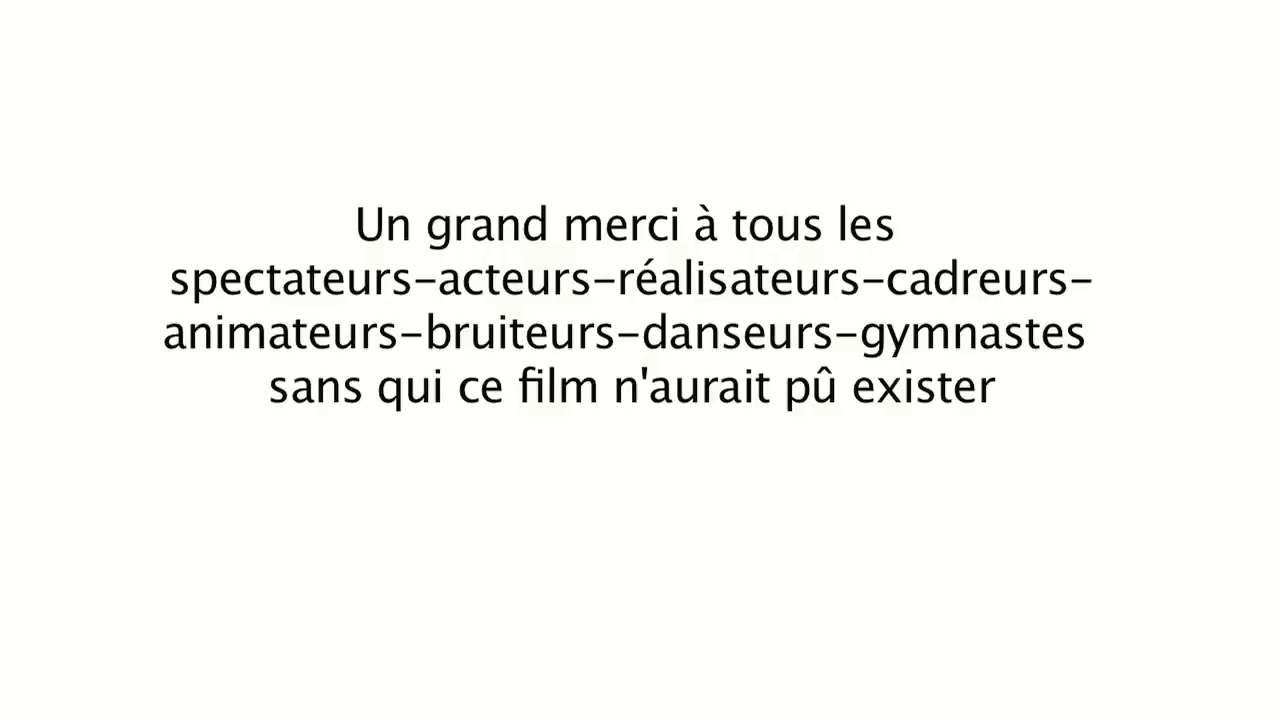 Un grand merci à tous les
spectateurs-acteurs-réalisateurs-cadreurs-
animateurs-bruiteurs-danseurs-gymnastes
sans qui ce film n'aurait pû exister